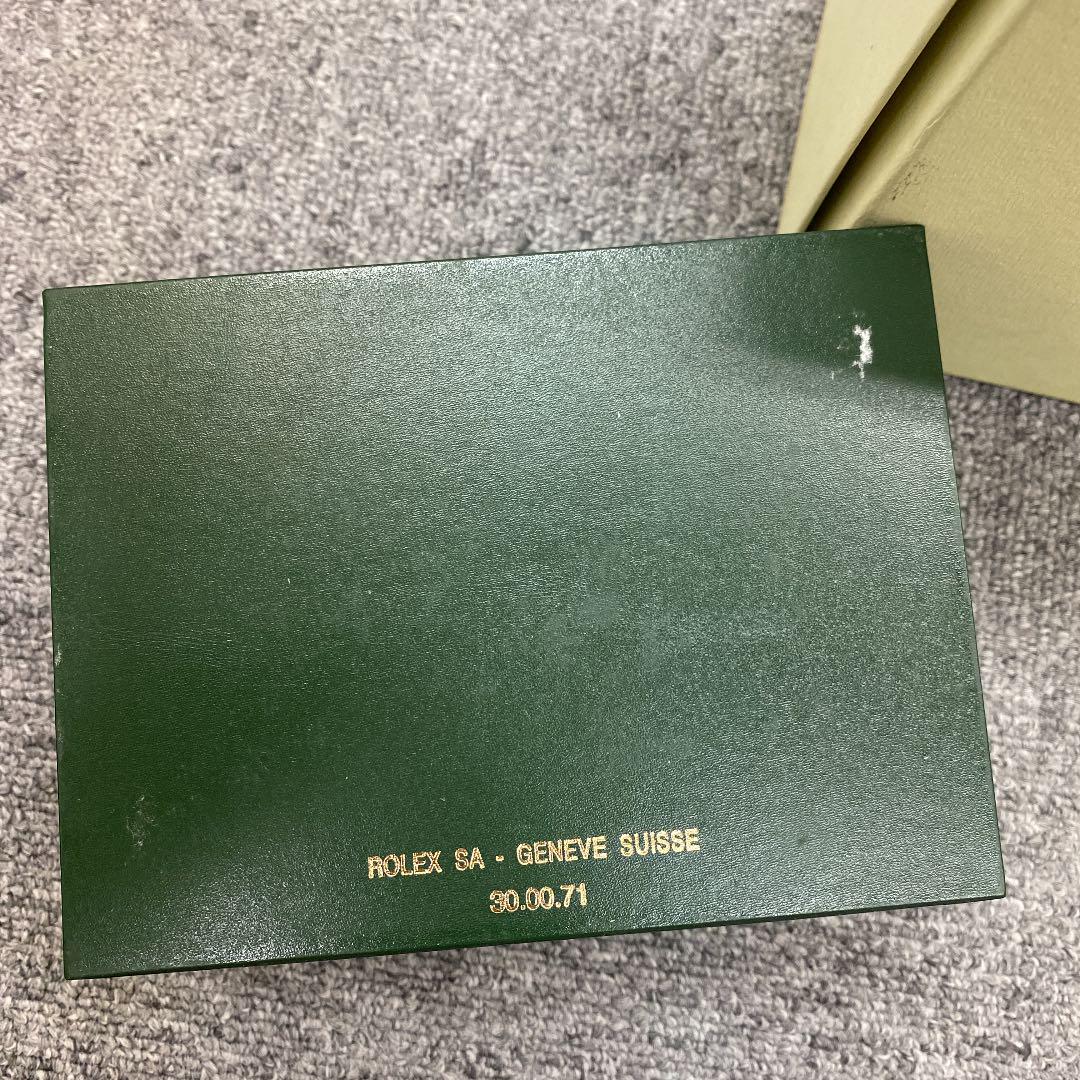 ROLEX SA - GENEVE SUISSE
30.00.71